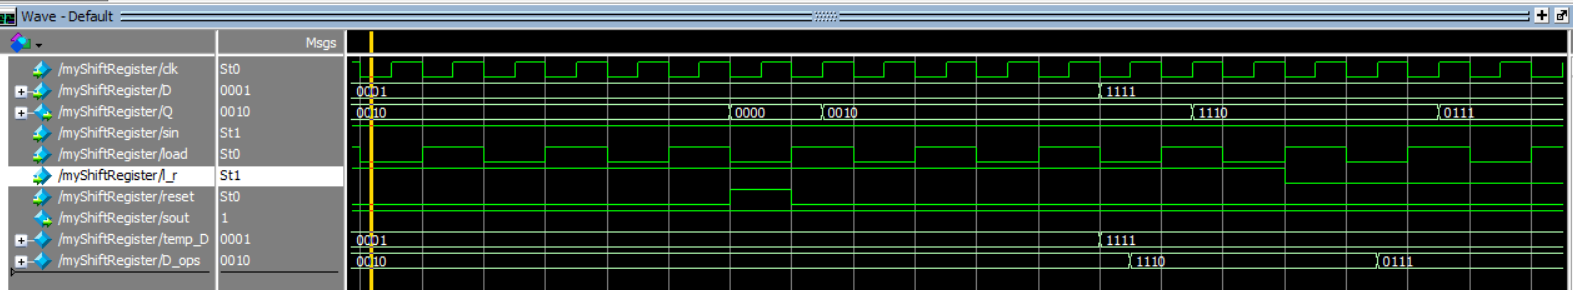 Wave - Default
Msgs
/myShiftRegister/clk St0
/myShiftRegister/D 0001 0001 1111
/myShiftRegister/Q 0010 0010 0000 0010 1110 0111
/myShiftRegister/sin St1
/myShiftRegister/load St0
/myShiftRegister/l_r St1
/myShiftRegister/reset St0
/myShiftRegister/sout 1
/myShiftRegister/temp_D 0001 0001 1111
/myShiftRegister/D_ops 0010 0010 1110 0111